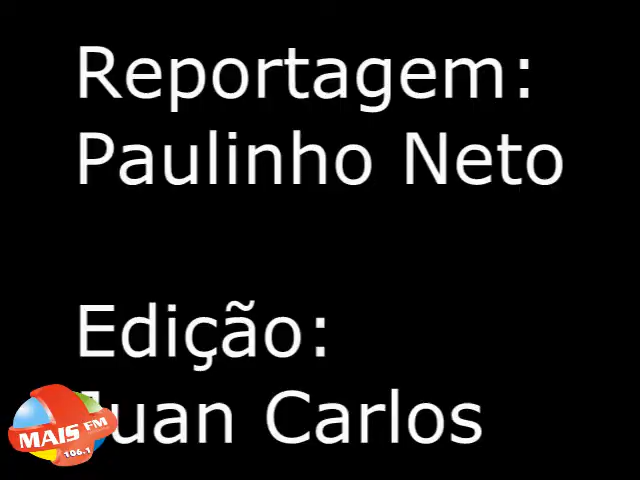 Reportagem:
Paulinho Neto
Edição:
Juan Carlos
MAIS FM
106.1